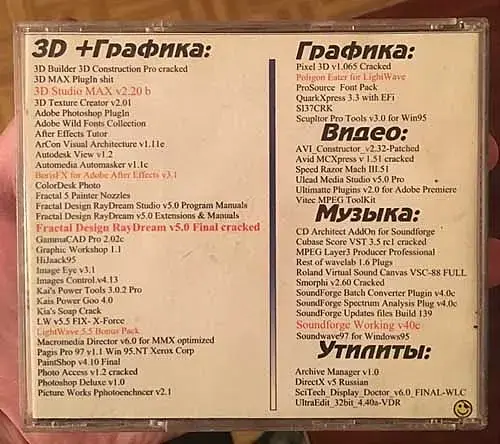 3D +Графика:
3D Builder 3D Construction Pro cracked
3D MAX PlugIn shit
3D Studio MAX v2.20 b
3D Texture Creator v2.01
Adobe Photoshop PlugIn
Adobe Wild Fonts Collection
After Effects Tutor
ArCon Visual Architecture v1.11e
Autodesk View v1.2
Automedia Automasker v1.1c
BorisFX for Adobe After Effects v3.1
ColorDesk Photo
Fractal 5 Painter Nozzles
Fractal Design RayDream Studio v5.0 Program Manuals
Fractal Design RayDream v5.0 Extensions & Manuals
Fractal Design RayDream v5.0 Final cracked
GammaCAD Pro 2.02c
Graphic Workshop 1.1
HiJaak95
Image Eye v3.1
Images Control.v4.13
Kai's Power Tools 3.0.2 Pro
Kais Power Goo 4.0
Kia's Soap Crack
LW v5.5 FIX- X-Force
LightWave 5.5 Bonus Pack
Macromedia Director v6.0 for MMX optimized
Pagis Pro 97 v1.1 Win 95.NT Xerox Corp
PaintShop v4.10 Final
Photo Access v1.2 cracked
Photoshop Deluxe v1.0
Picture Works Pphotoenchncer v2.1
Графика:
Pixel 3D v1.065 Cracked
Poligon Eater for LighWave
ProSource Font Pack
QuarkXpress 3.3 with EFi
SI37CRK
Scupltor Pro Tools v3.0 for Win95
Видео:
AVI_Constructor_v2.32-Patched
Avid MCXpress v 1.51 cracked
Speed Razor Mach III.51
Ulead Media Studio v5.0 Pro
Ultimatte Plugins v2.0 for Adobe Premiere
Vitec MPEG ToolKit
Музыка:
CD Architect AddOn for Soundforge
Cubase Score VST 3.5 rc1 cracked
MPEG Layer3 Producer Professional
Rest of wavelab 1.6 Plugs
Roland Virtual Sound Canvas VSC-88 FULL
Smorphi v2.60 Cracked
SoundForge Batch Converter Plugin v4.0c
SoundForge Spectrum Analysis Plug v4.0c
SoundForge Updates files Build 139
Soundforge Working v40c
Soundwave97 for Windows95
Утилиты:
Archive Manager v1.0
DirectX v5 Russian
SciTech_Display_Doctor_v6.0_FINAL-WLC
UltraEdit_32bit_4.40a-VDR